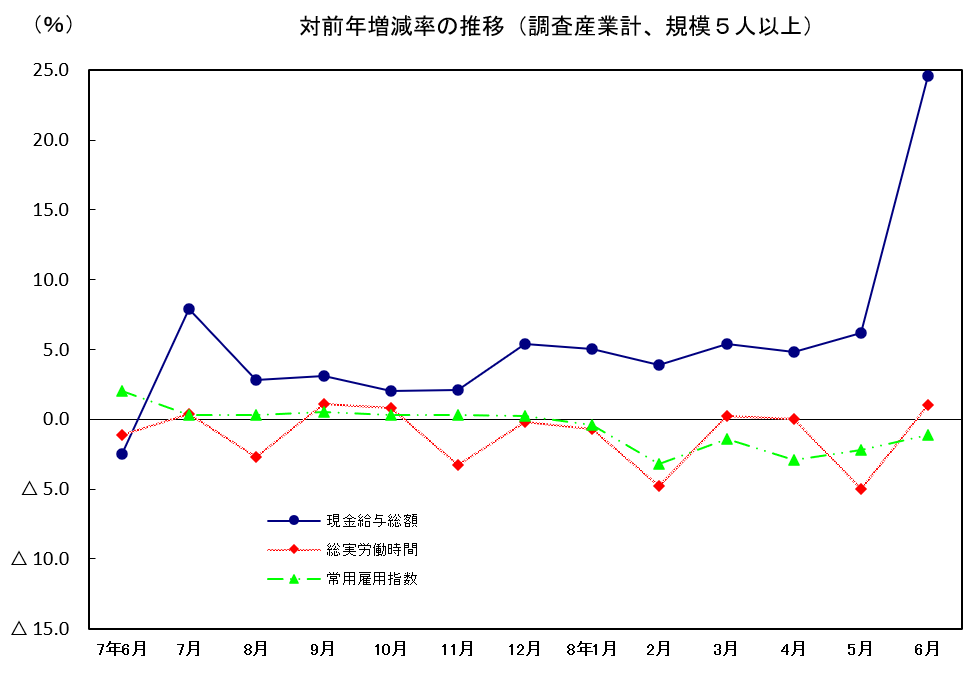 （％）
対前年増減率の推移（調査産業計、規模５人以上）
25.0
20.0
15.0
10.0
5.0
0.0
△ 5.0
△ 10.0
△ 15.0
現金給与総額
総実労働時間
常用雇用指数
7年6月 7月 8月 9月 10月 11月 12月 8年1月 2月 3月 4月 5月 6月